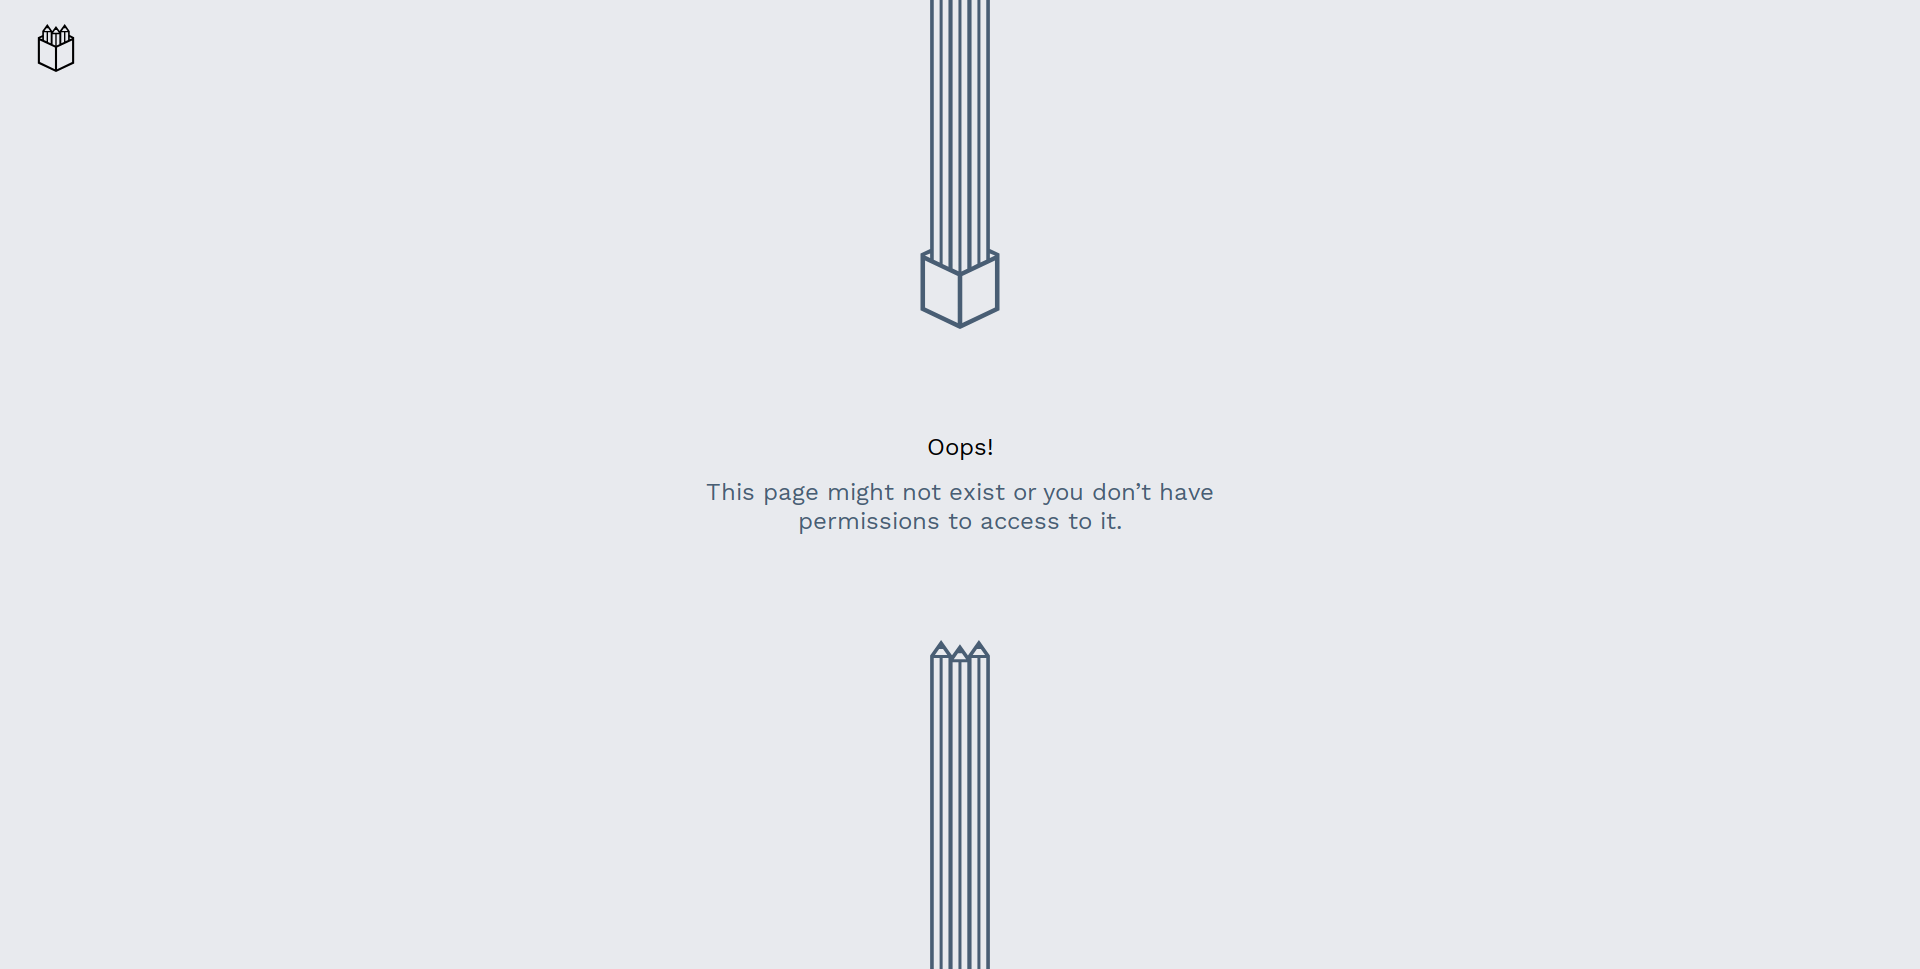 Oops!
This page might not exist or you don’t have
permissions to access to it.